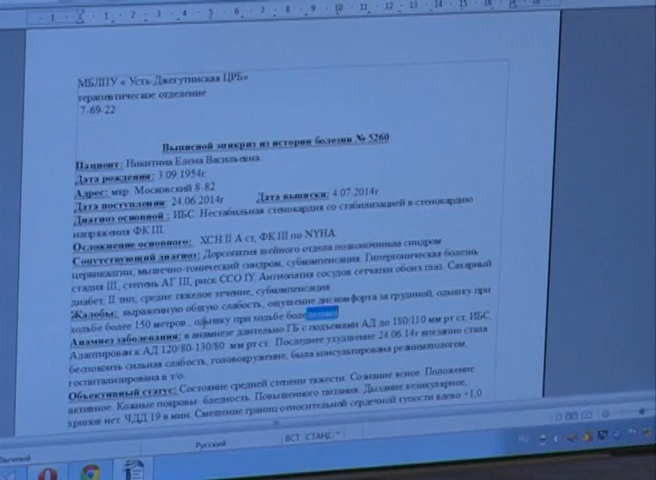 МБЛПУ « Усть-Джегутинская ЦРБ»
терапевтическое отделение
7-69-22
Выписной эпикриз из истории болезни № 5260
Пациент: Никитина Елена Васильевна.
Дата рождения: 3.09.1954г
Адрес: мкр. Московский 8-82
Дата поступления: 24.06.2014г Дата выписки: 4.07.2014г
Диагноз основной : ИБС. Нестабильная стенокардия со стабилизацией в стенокардию
напряжения ФК III.
Осложнение основного: ХСН II А ст, ФК III по NYHA
Сопутствующий диагноз: Дорсопатия шейного отдела позвоночника синдром
цервикалгии, мышечно-тонический синдром, субкомпенсация. Гипертоническая болезнь
стадия III, степень АГ III, риск ССО IY. Ангиопатия сосудов сетчатки обоих глаз. Сахарный
диабет, II тип, средне тяжелое течение, субкомпенсация.
Жалобы: выраженную общую слабость, ощущение дискомфорта за грудиной, одышку при
ходьбе более 150 метров., одышку при ходьбе боле
Анамнез заболевания: в анамнезе длительно ГБ с подъемами АД до 180/110 мм рт ст, ИБС.
Адаптирован к АД 120/80-130/80 мм рт ст. Последнее ухудшение 24.06.14г внезапно стала
беспокоить сильная слабость, головокружение, была консультирована реаниматологом,
госпитализирована в т/о.
Объективный статус: Состояние средней степени тяжести. Сознание ясное. Положение
активное. Кожные покровы- бледность. Повышенного питания. Дыхание везикулярное,
хрипов нет. ЧДД 19 в мин. Смещение границ относительной сердечной тупости влево +1,0
Русский ВСТ СТАНД